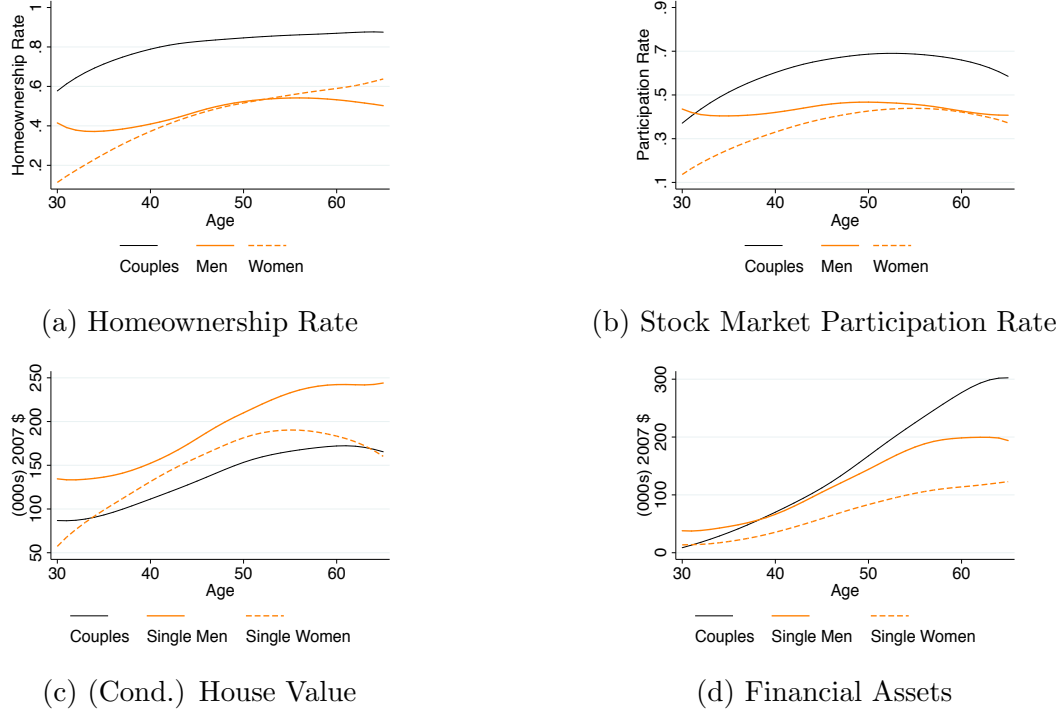 Homeownership Rate
.2 .4 .6 .8 1
30 40 50 60
Age
Couples Men Women
(a) Homeownership Rate
Participation Rate
.1 .3 .5 .7 .9
30 40 50 60
Age
Couples Men Women
(b) Stock Market Participation Rate
(000s) 2007 $
50 100 150 200 250
30 40 50 60
Age
Couples Single Men Single Women
(c) (Cond.) House Value
(000s) 2007 $
0 100 200 300
30 40 50 60
Age
Couples Single Men Single Women
(d) Financial Assets